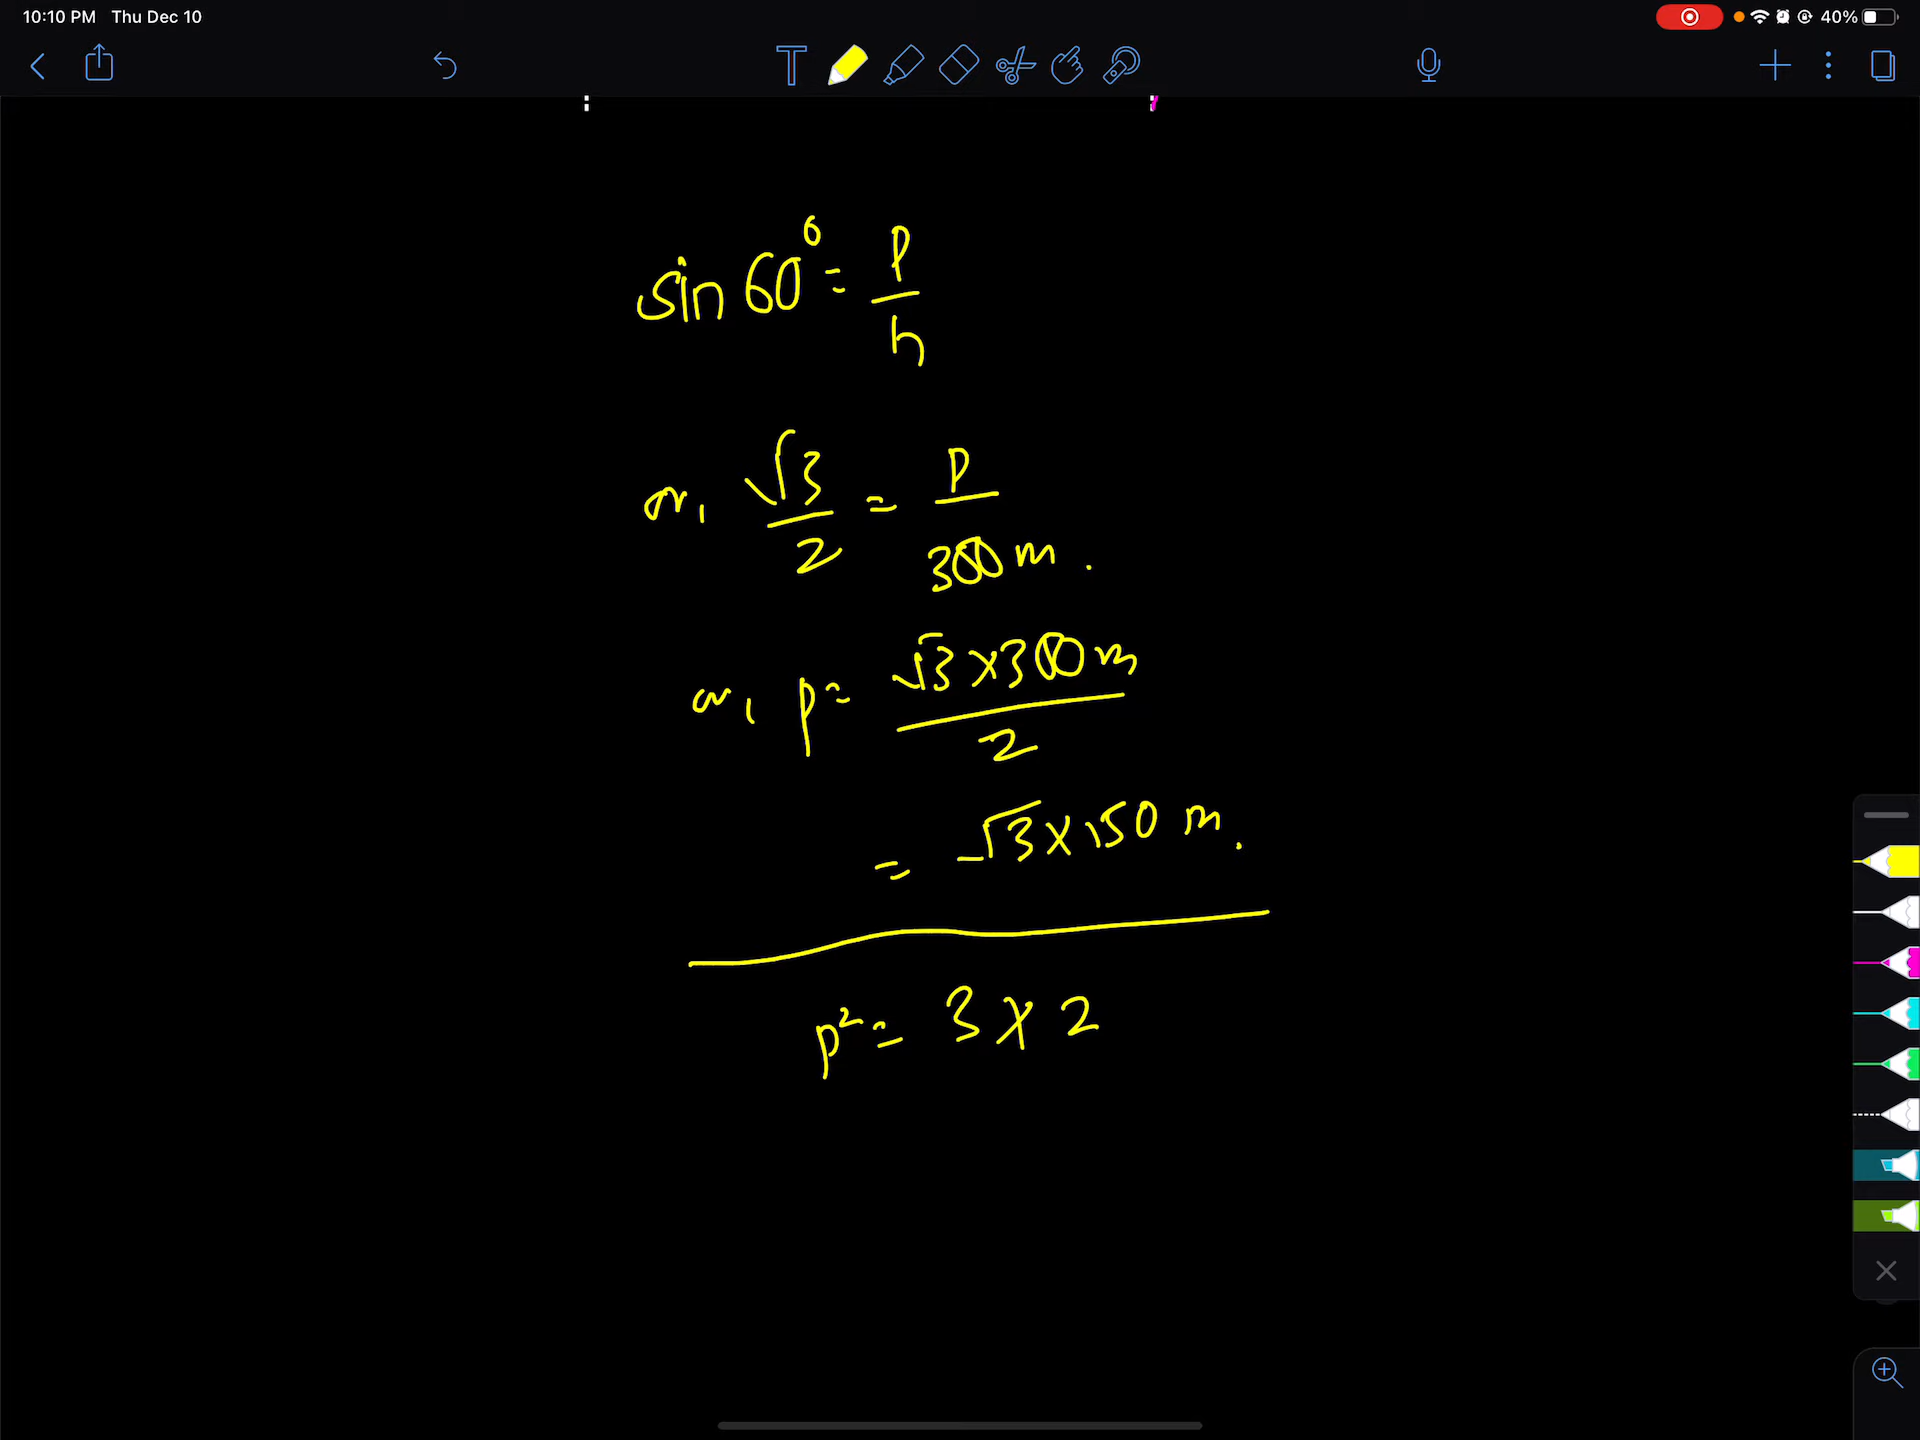 10:10 PM Thu Dec 10
40%
T
sin 60° = p/h
or, √3/2 = p/300 m.
or, p = √3 × 300 m/2
= √3 × 150 m.
p² = 3 × 2